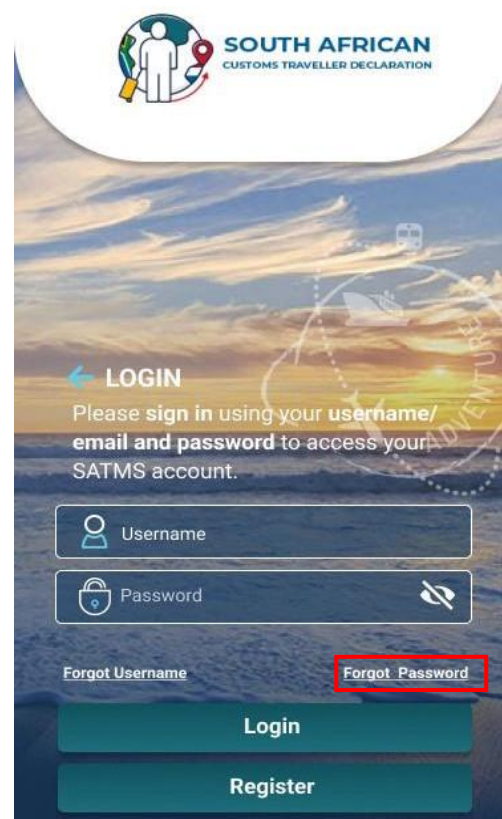 SOUTH AFRICAN
CUSTOMS TRAVELLER DECLARATION
ADVENTURE!
LOGIN
Please sign in using your username/
email and password to access your
SATMS account.
Username
Password
Forgot Username
Forgot Password
Login
Register